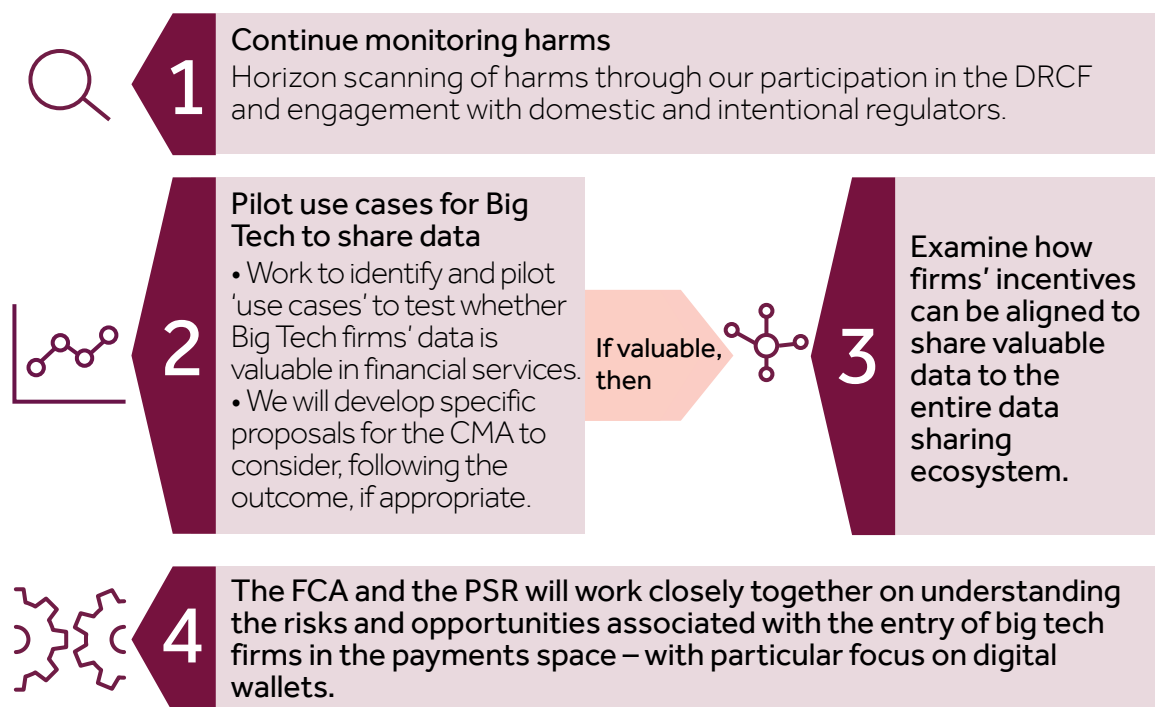 1
Continue monitoring harms
Horizon scanning of harms through our participation in the DRCF
and engagement with domestic and intentional regulators.
2
Pilot use cases for Big
Tech to share data
• Work to identify and pilot
‘use cases’ to test whether
Big Tech firms’ data is
valuable in financial services.
• We will develop specific
proposals for the CMA to
consider, following the
outcome, if appropriate.
If valuable,
then
3
Examine how
firms’ incentives
can be aligned to
share valuable
data to the
entire data
sharing
ecosystem.
4
The FCA and the PSR will work closely together on understanding
the risks and opportunities associated with the entry of big tech
firms in the payments space – with particular focus on digital
wallets.